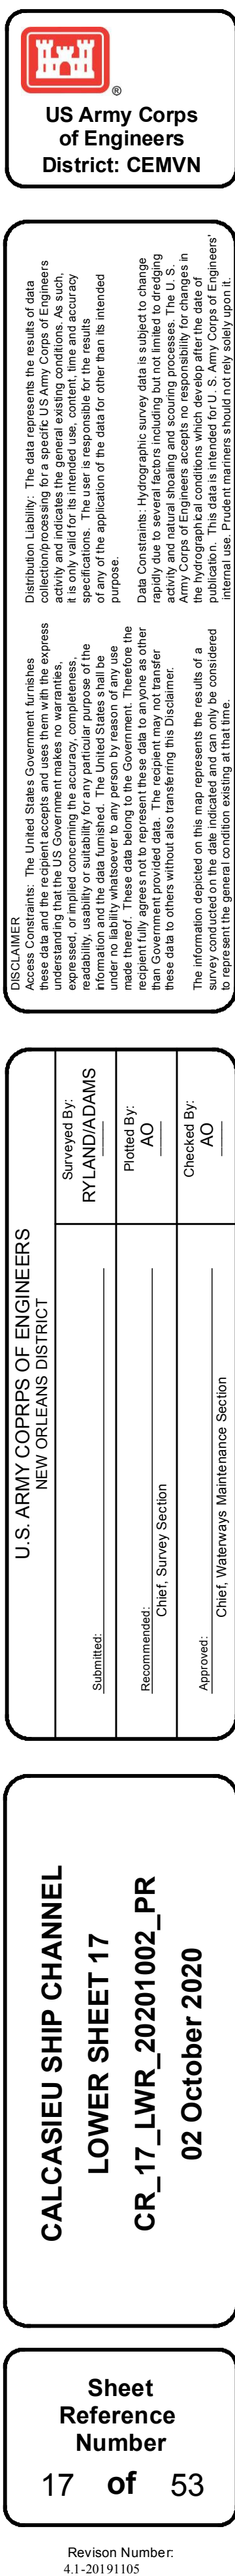 US Army Corps
of Engineers
District: CEMVN
®
DISCLAIMER
Access Constraints: The United States Government furnishes
these data and the recipient accepts and uses them with the express
understanding that the US Government makes no warranties,
expressed, or implied concerning the accuracy, completeness,
readability, usability or suitability for any particular purpose of the
information and the data furnished. The United States shall be
under no liability whatsoever to any person by reason of any use
made thereof. These data belong to the Government. Therefore the
recipient fully agrees not to represent these data to anyone as other
than Government provided data. The recipient may not transfer
these data to others without also transferring this Disclaimer.
The information depicted on this map represents the results of a
survey conducted on the date indicated and can only be considered
to represent the general condition existing at that time.
Distribution Liability: The data represents the results of data
collection/processing for a specific US Army Corps of Engineers
activity and indicates the general existing conditions. As such,
it is only valid for its intended use, content, time and accuracy
specifications. The user is responsible for the results
of any of the application of the data for other than its intended
purpose.
Data Constraints: Hydrographic survey data is subject to change
rapidly due to several factors including but not limited to dredging
activity and natural shoaling and scouring processes. The U. S.
Army Corps of Engineers accepts no responsibility for changes in
the hydrographical conditions which develop after the date of
publication. This data is intended for U. S. Army Corps of Engineers'
internal use. Prudent mariners should not rely solely upon it.
U.S. ARMY COPRPS OF ENGINEERS
NEW ORLEANS DISTRICT
Submitted:
Surveyed By:
RYLAND/ADAMS
Recommended:
Chief, Survey Section
Plotted By:
AO
Approved:
Chief, Waterways Maintenance Section
Checked By:
AO
CALCASIEU SHIP CHANNEL
LOWER SHEET 17
CR_17_LWR_20201002_PR
02 October 2020
Sheet
Reference
Number
17 of 53
Revison Number:
4.1-20191105